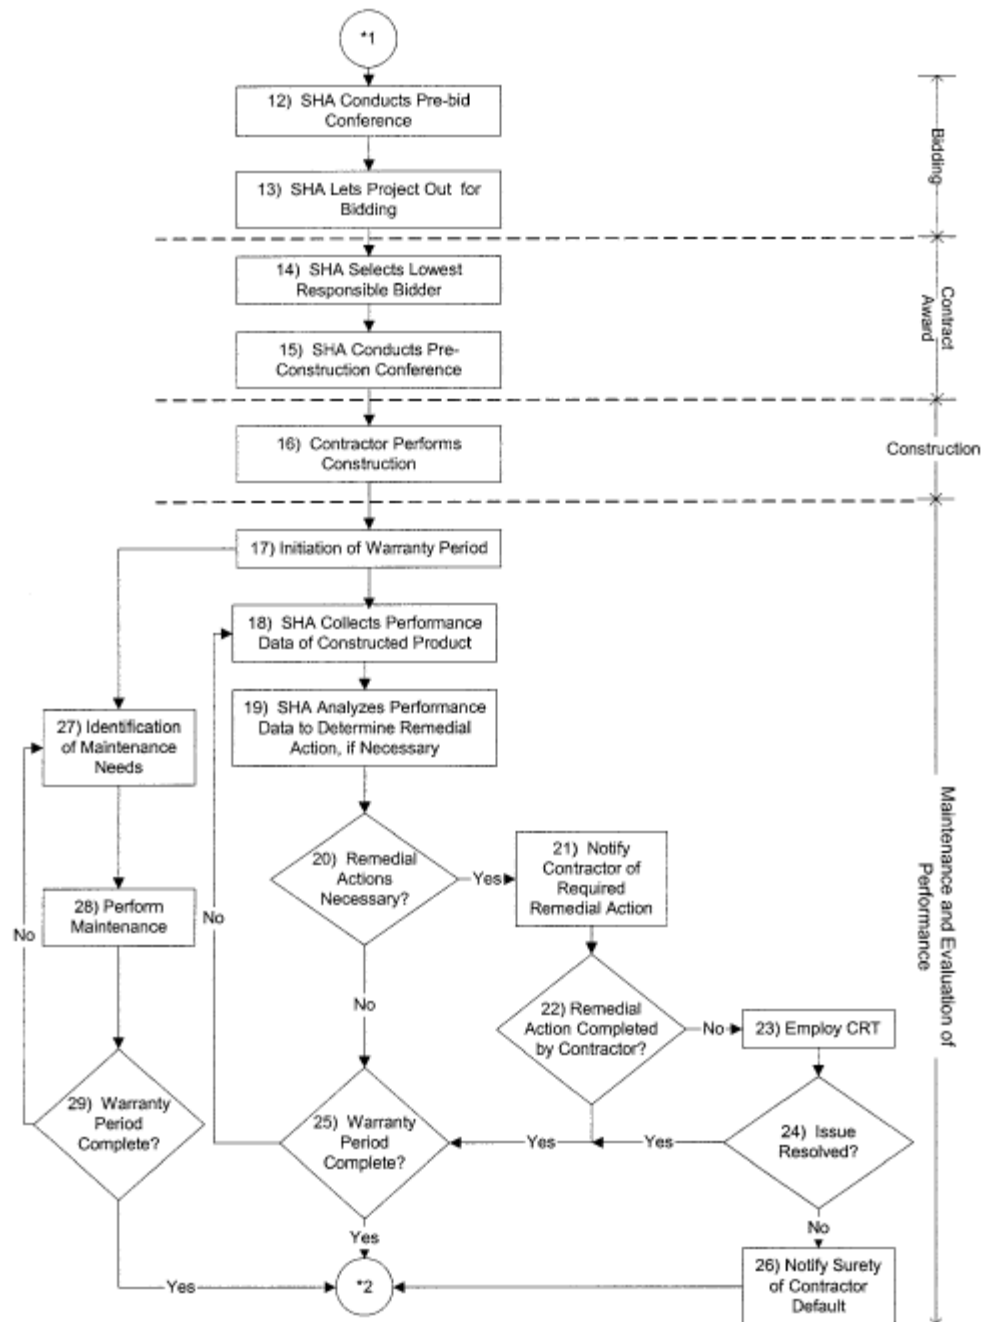 *1
12) SHA Conducts Pre-bid
Conference
13) SHA Lets Project Out for
Bidding
Bidding
14) SHA Selects Lowest
Responsible Bidder
15) SHA Conducts Pre-
Construction Conference
Contract
Award
16) Contractor Performs
Construction
Construction
17) Initiation of Warranty Period
18) SHA Collects Performance
Data of Constructed Product
19) SHA Analyzes Performance
Data to Determine Remedial
Action, if Necessary
27) Identification
of Maintenance
Needs
20) Remedial
Actions
Necessary?
Yes
21) Notify
Contractor of
Required
Remedial Action
28) Perform
Maintenance
No
No
No
22) Remedial
Action Completed
by Contractor?
No
23) Employ CRT
Maintenance and Evaluation of
Performance
29) Warranty
Period
Complete?
25) Warranty
Period
Complete?
Yes
Yes
24) Issue
Resolved?
No
Yes
Yes
*2
26) Notify Surety
of Contractor
Default